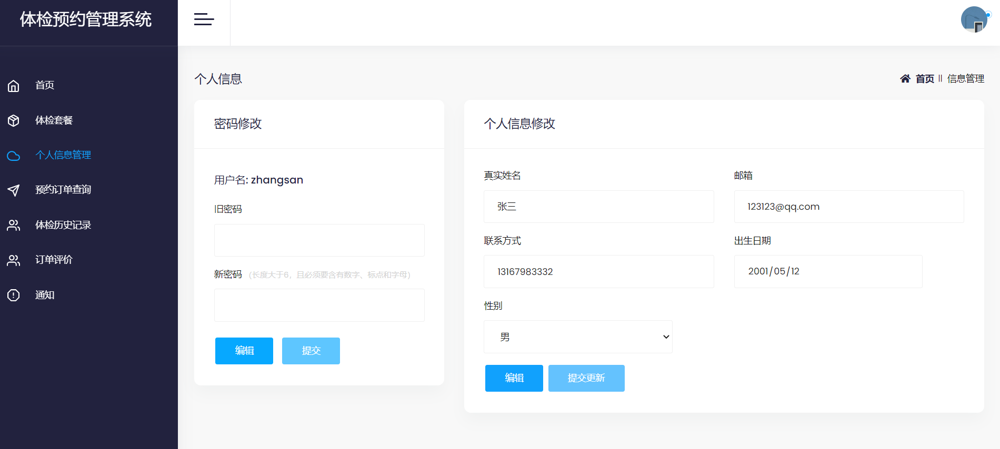 体检预约管理系统
首页
体检套餐
个人信息管理
预约订单查询
体检历史记录
订单评价
通知
个人信息
首页 || 信息管理
密码修改
用户名: zhangsan
旧密码
新密码 (长度大于6，且必须要含有数字、标点和字母)
编辑 提交
个人信息修改
真实姓名 邮箱
张三 123123@qq.com
联系方式 出生日期
13167983332 2001/05/12
性别
男
编辑 提交更新